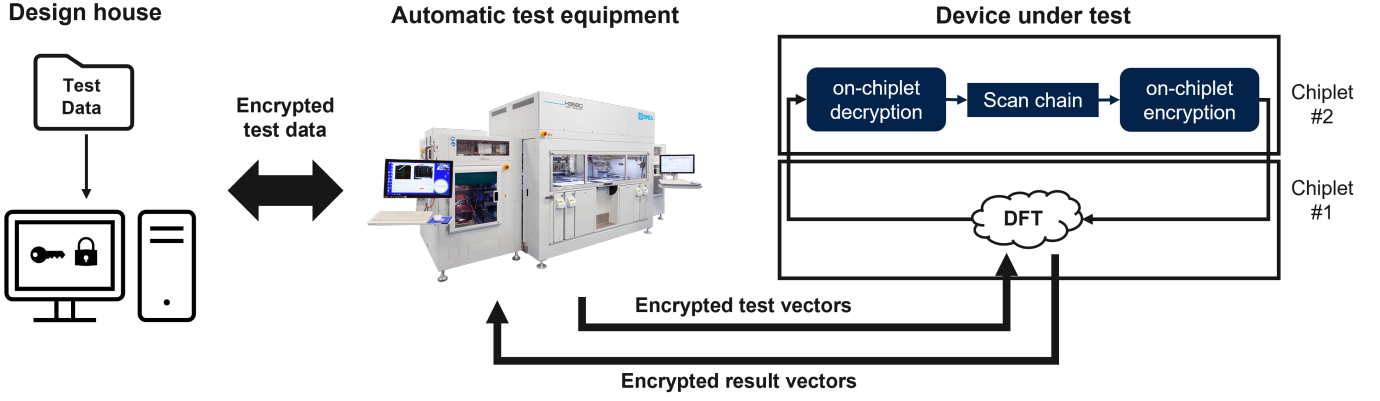 Design house
Automatic test equipment
Device under test
Test
Data
Encrypted
test data
on-chiplet
decryption
Scan chain
on-chiplet
encryption
Chiplet
#2
Chiplet
#1
DFT
SPEA
Encrypted test vectors
Encrypted result vectors